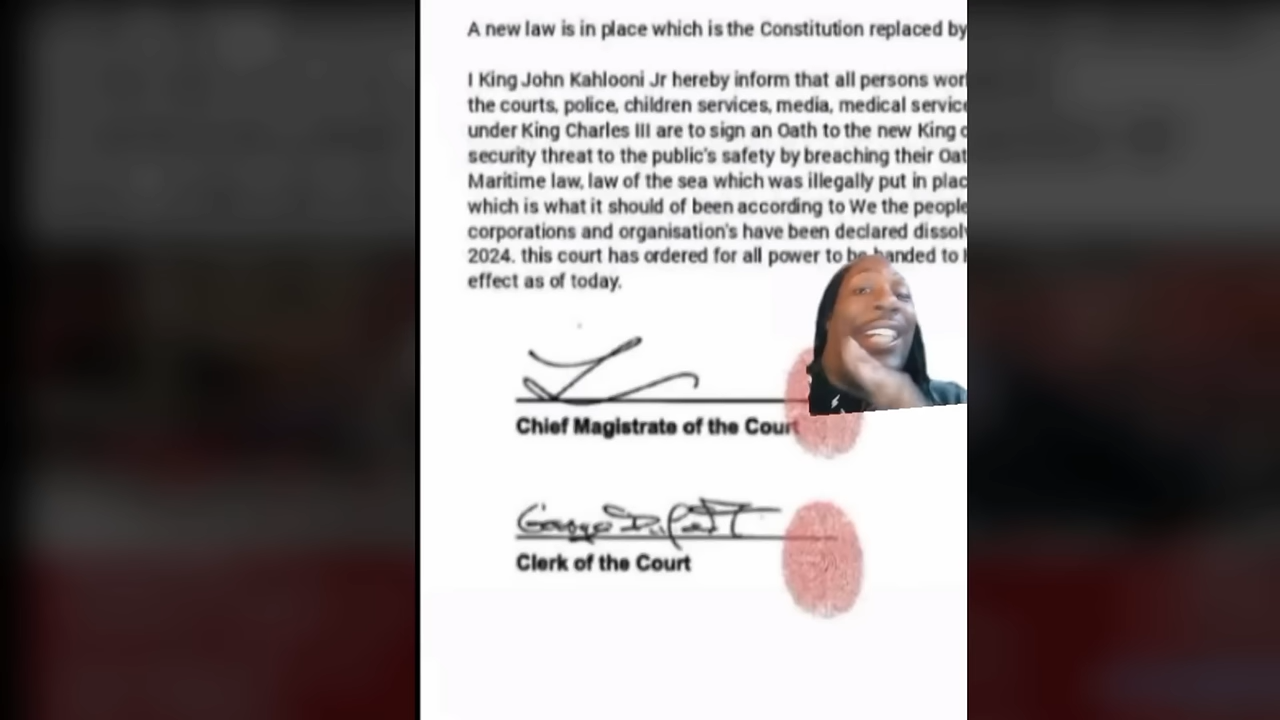 A new law is in place which is the Constitution replaced by
I King John Kahlooni Jr hereby inform that all persons
the courts, police, children services, media, medical
under King Charles III are to sign an Oath to the new King
security threat to the public's safety by breaching their
Maritime law, law of the sea which was illegally put in
which is what it should of been according to We the people
corporations and organisation's have been declared
2024. this court has ordered for all power to be handed to
effect as of today.
Chief Magistrate of the Court
Clerk of the Court